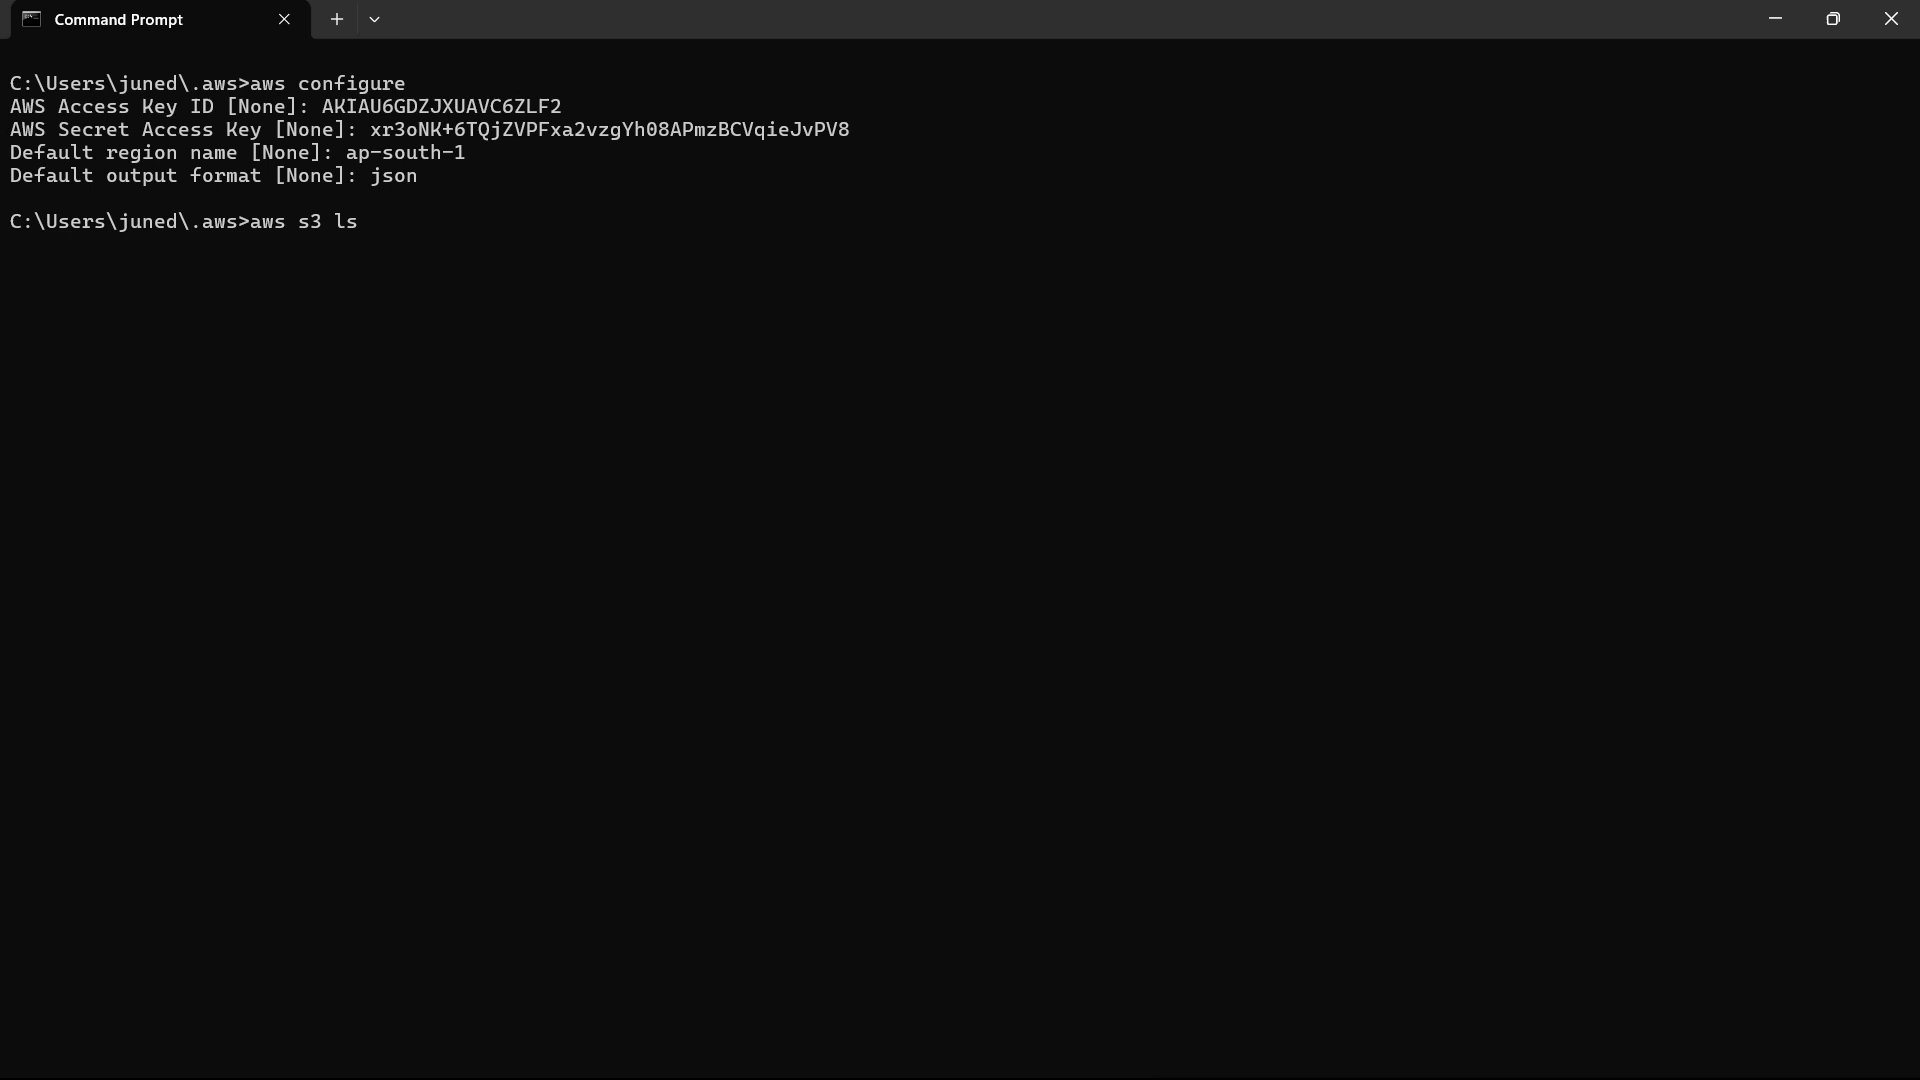 Command Prompt
C:\Users\juned\.aws>aws configure
AWS Access Key ID [None]: AKIAU6GDZJXUAVC6ZLF2
AWS Secret Access Key [None]: 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
Default region name [None]: ap-south-1
Default output format [None]: json
C:\Users\juned\.aws>aws s3 ls